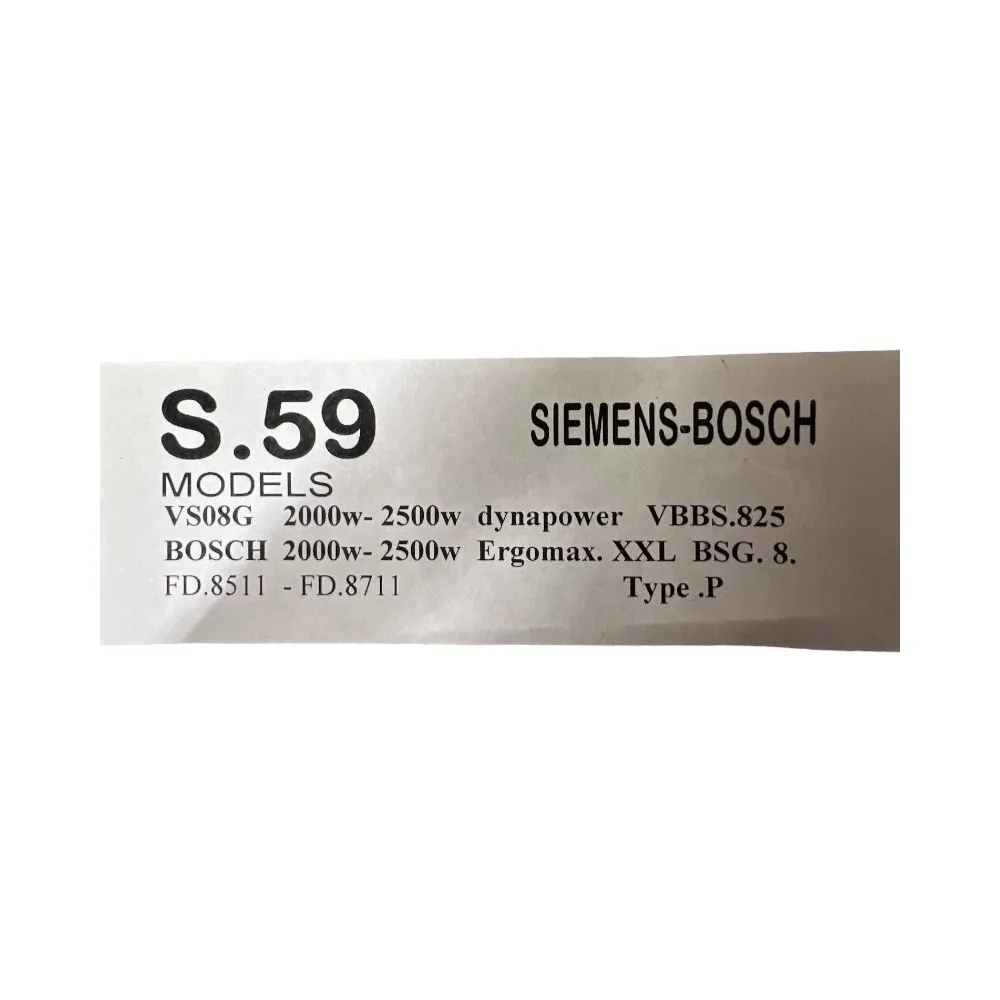 S.59 SIEMENS-BOSCH
MODELS
VS08G 2000w- 2500w dynapower VBBS.825
BOSCH 2000w- 2500w Ergomax. XXL BSG. 8.
FD.8511 - FD.8711 Type .P